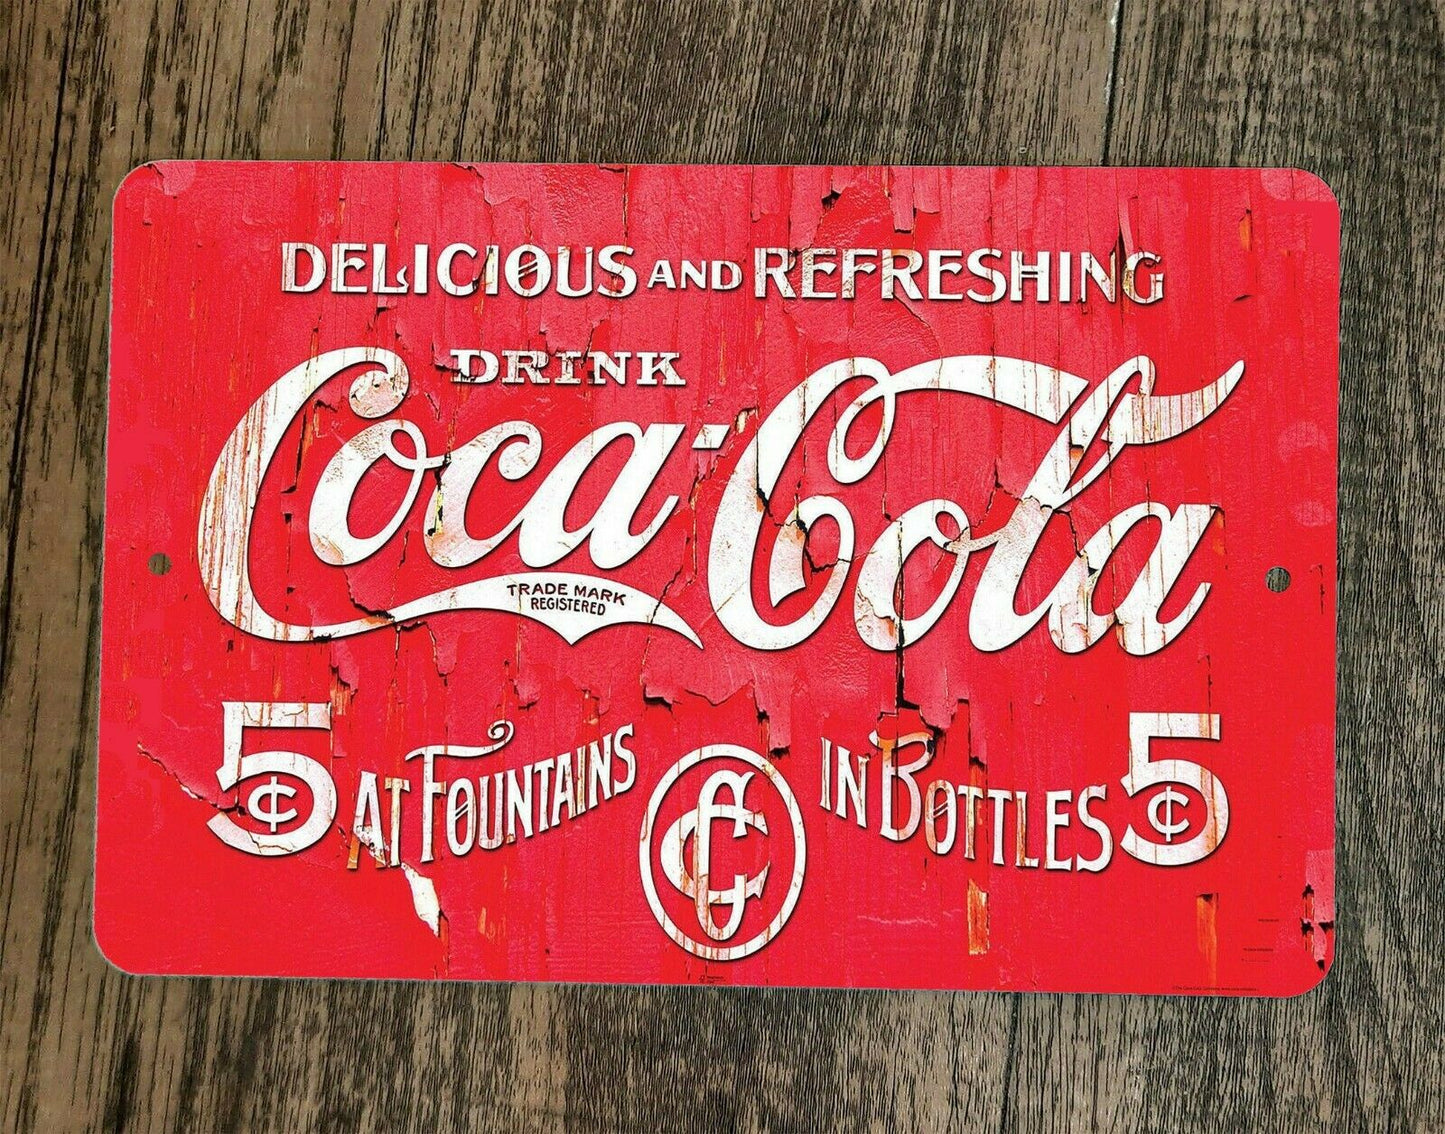 DELICIOUS AND REFRESHING
DRINK
Coca-Cola
TRADE MARK
REGISTERED
5¢ AT FOUNTAINS CC IN BOTTLES 5¢